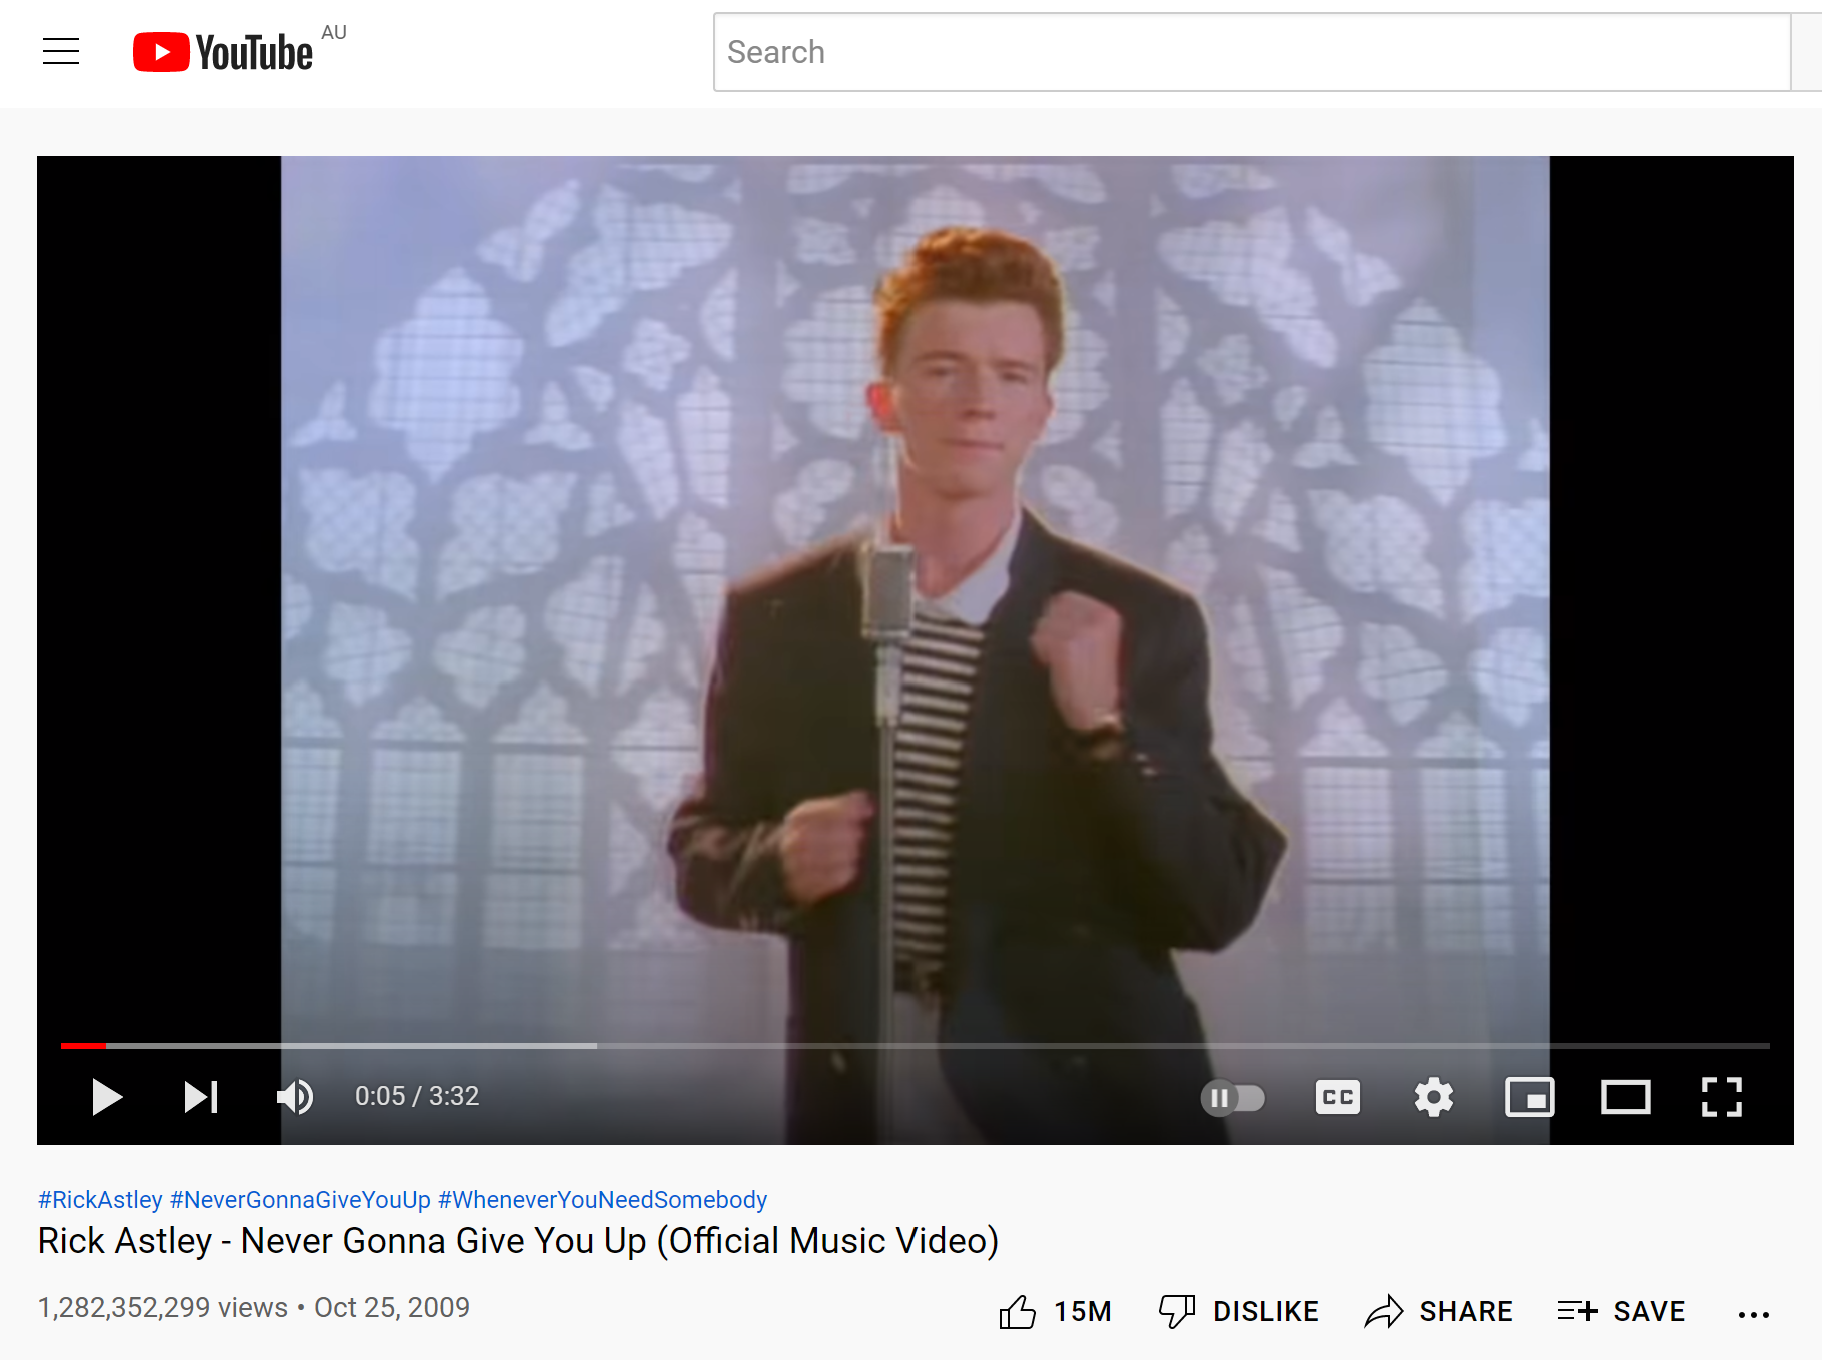 YouTube AU
Search
0:05 / 3:32
CC
#RickAstley #NeverGonnaGiveYouUp #WheneverYouNeedSomebody
Rick Astley - Never Gonna Give You Up (Official Music Video)
1,282,352,299 views • Oct 25, 2009
15M DISLIKE SHARE SAVE